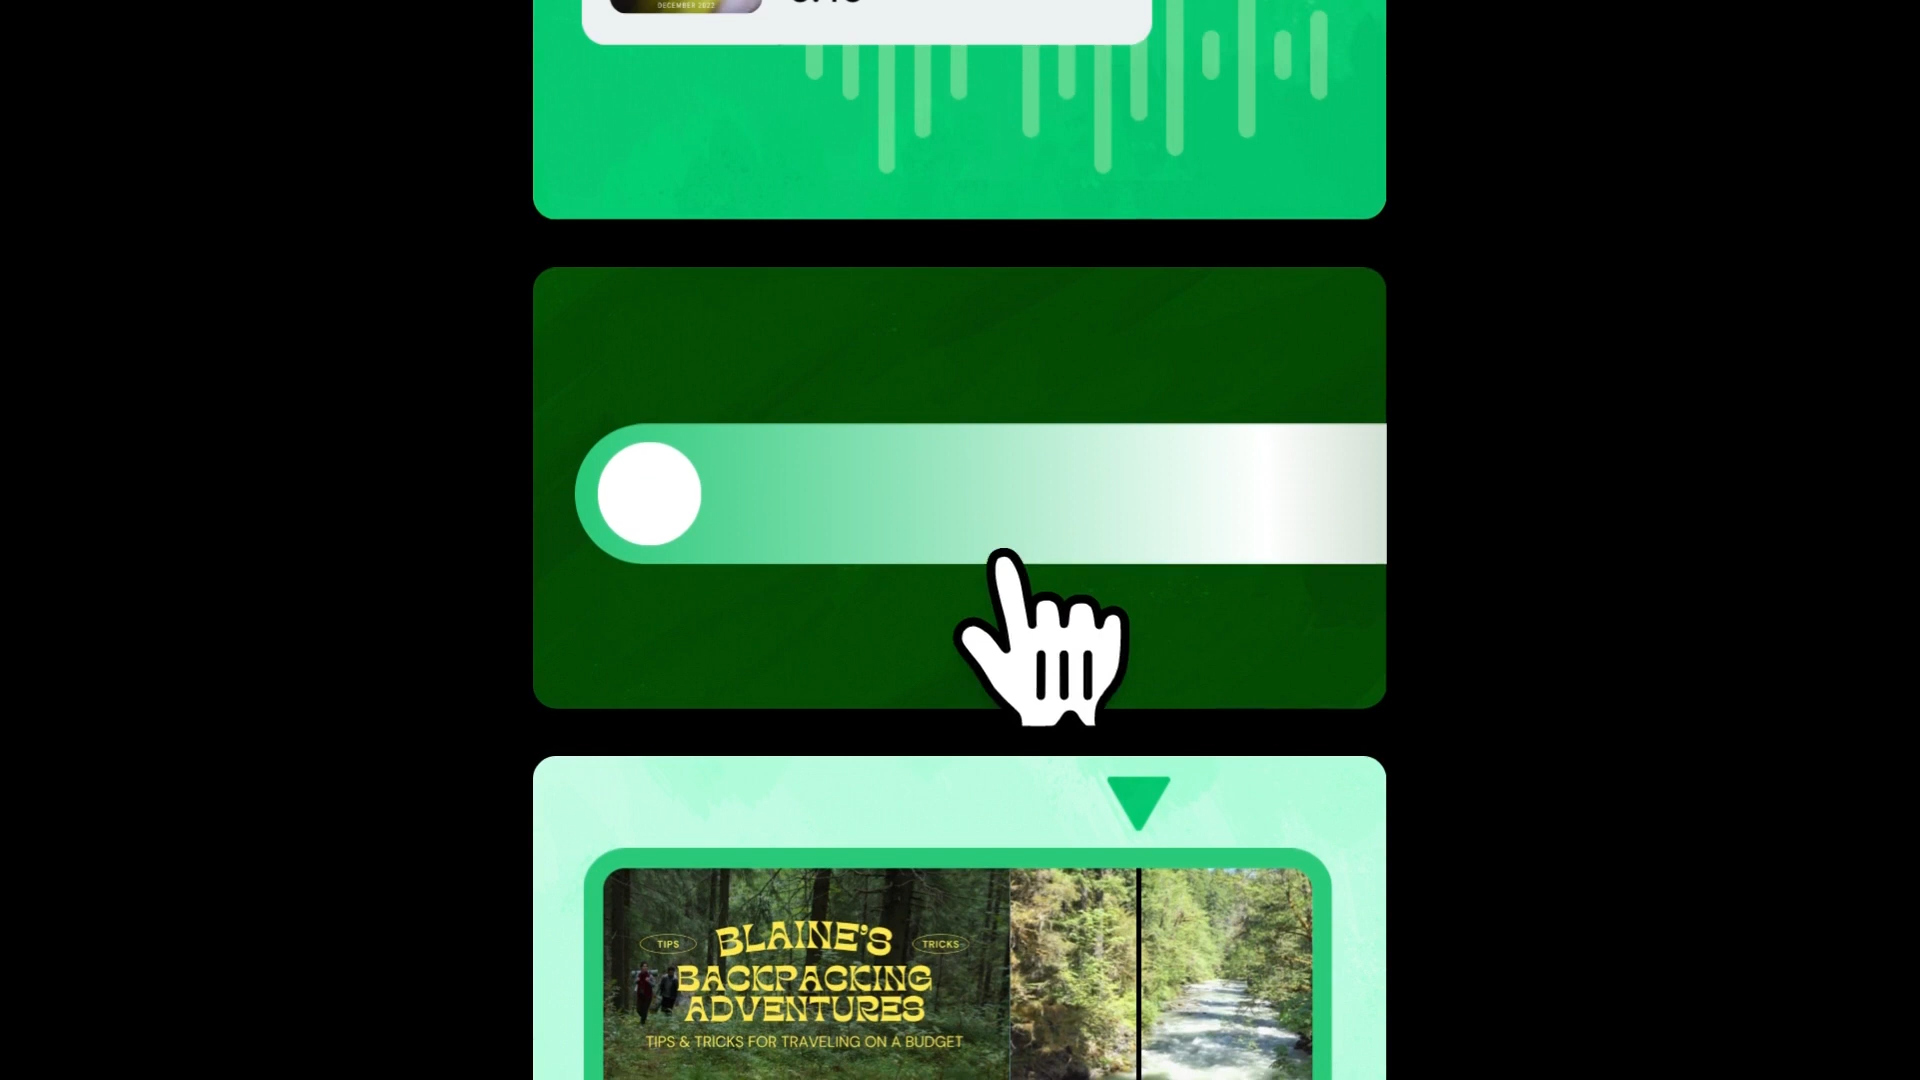 DECEMBER 2022
TIPS
BLAINE'S
TRICKS
BACKPACKING
ADVENTURES
TIPS & TRICKS FOR TRAVELING ON A BUDGET